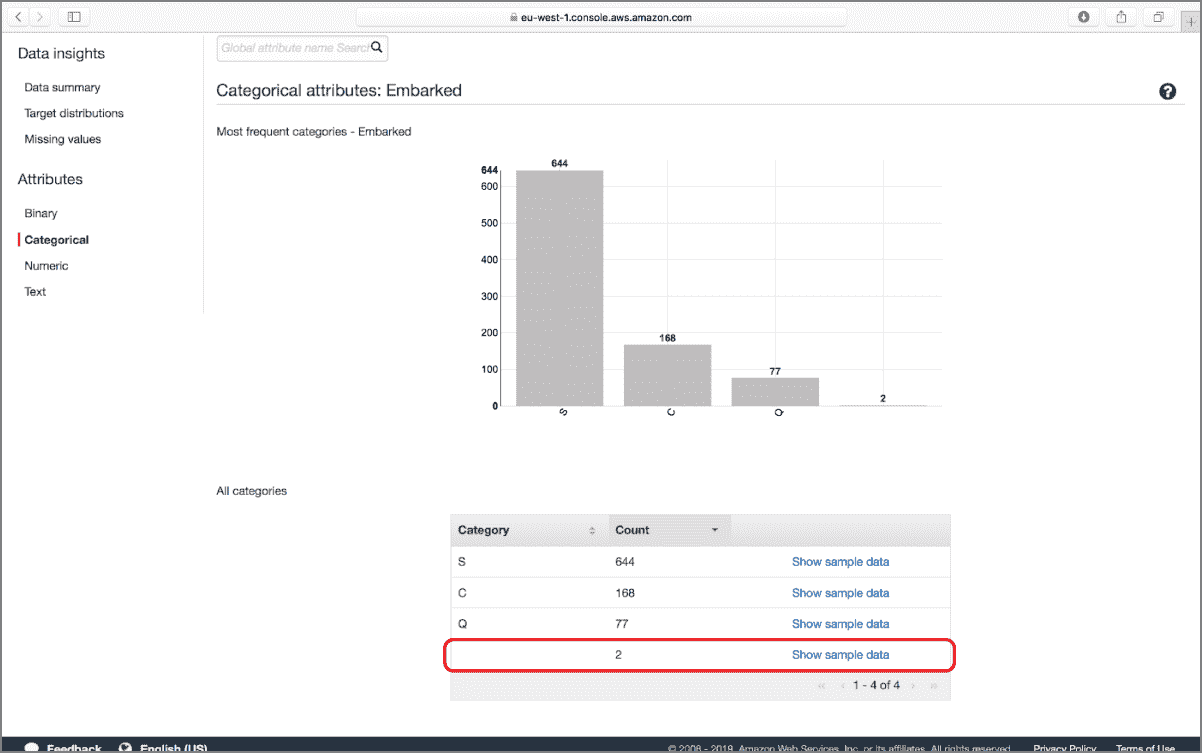 eu-west-1.console.aws.amazon.com
Data insights
Data summary
Target distributions
Missing values
Attributes
Binary
Categorical
Numeric
Text
Global attribute name Search
Categorical attributes: Embarked
?
Most frequent categories - Embarked
644
600
500
400
300
200
100
0
644
168
77
2
S
C
Q
All categories
Category Count
S 644 Show sample data
C 168 Show sample data
Q 77 Show sample data
2 Show sample data
« ‹ 1 - 4 of 4 › »
Feedback English (US) © 2008 - 2019, Amazon Web Services, Inc. or its affiliates. All rights reserved. Privacy Policy Terms of Use